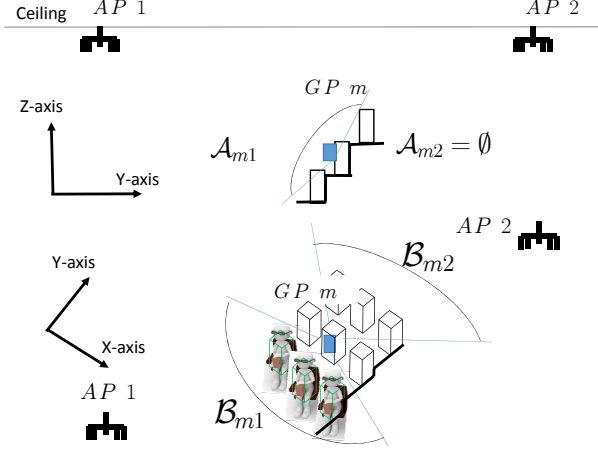 Ceiling
AP 1
AP 2
GP m
Z-axis
𝒜m1
𝒜m2 = ∅
Y-axis
AP 2
ℬm2
Y-axis
GP m
X-axis
AP 1
ℬm1